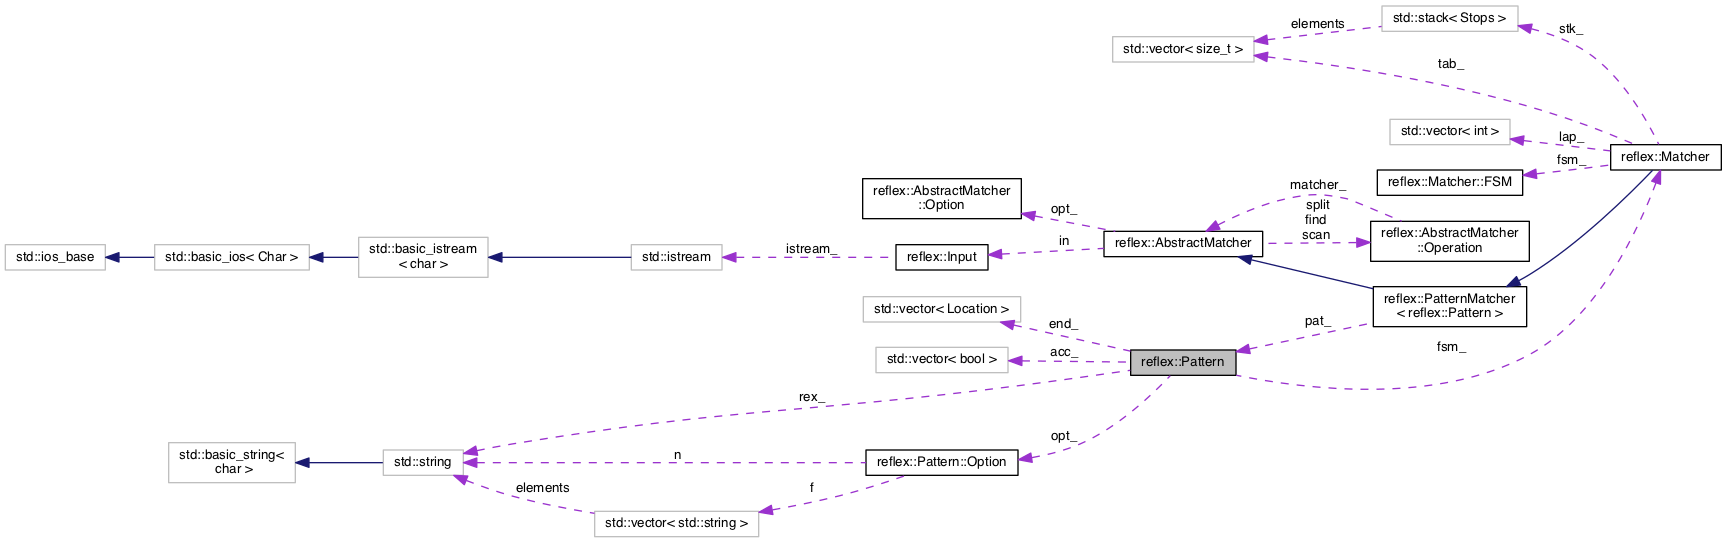 std::stack< Stops >
elements
stk_
std::vector< size_t >
tab_
std::vector< int >
lap_
reflex::Matcher
fsm_
reflex::Matcher::FSM
reflex::AbstractMatcher
::Option
matcher_
opt_
split
find
scan
reflex::AbstractMatcher
reflex::AbstractMatcher
::Operation
in
istream_
std::ios_base
std::basic_ios< Char >
std::basic_istream
< char >
std::istream
reflex::Input
reflex::PatternMatcher
< reflex::Pattern >
std::vector< Location >
end_
pat_
std::vector< bool >
acc_
reflex::Pattern
fsm_
rex_
opt_
std::basic_string<
char >
std::string
n
reflex::Pattern::Option
elements
f
std::vector< std::string >